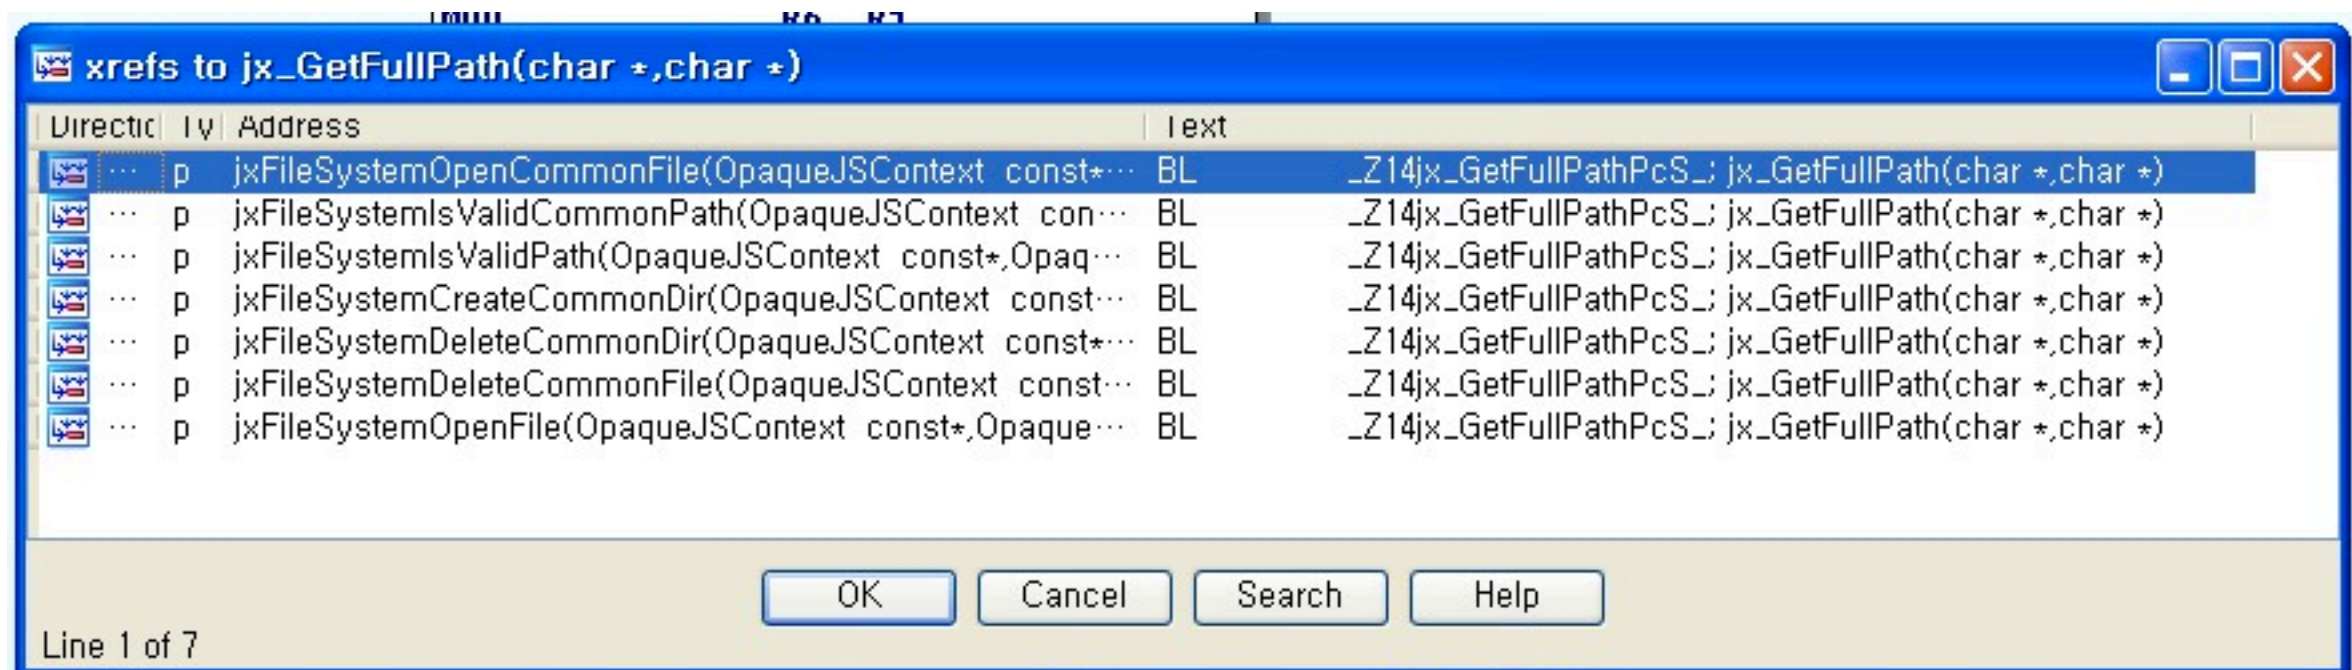 xrefs to jx_GetFullPath(char *,char *)
Directic Ty Address Text
... p jxFileSystemOpenCommonFile(OpaqueJSContext const*... BL _Z14jx_GetFullPathPcS_; jx_GetFullPath(char *,char *)
... p jxFileSystemIsValidCommonPath(OpaqueJSContext con... BL _Z14jx_GetFullPathPcS_; jx_GetFullPath(char *,char *)
... p jxFileSystemIsValidPath(OpaqueJSContext const*,Opaq... BL _Z14jx_GetFullPathPcS_; jx_GetFullPath(char *,char *)
... p jxFileSystemCreateCommonDir(OpaqueJSContext const... BL _Z14jx_GetFullPathPcS_; jx_GetFullPath(char *,char *)
... p jxFileSystemDeleteCommonDir(OpaqueJSContext const*... BL _Z14jx_GetFullPathPcS_; jx_GetFullPath(char *,char *)
... p jxFileSystemDeleteCommonFile(OpaqueJSContext const... BL _Z14jx_GetFullPathPcS_; jx_GetFullPath(char *,char *)
... p jxFileSystemOpenFile(OpaqueJSContext const*,Opaque... BL _Z14jx_GetFullPathPcS_; jx_GetFullPath(char *,char *)
OK Cancel Search Help
Line 1 of 7